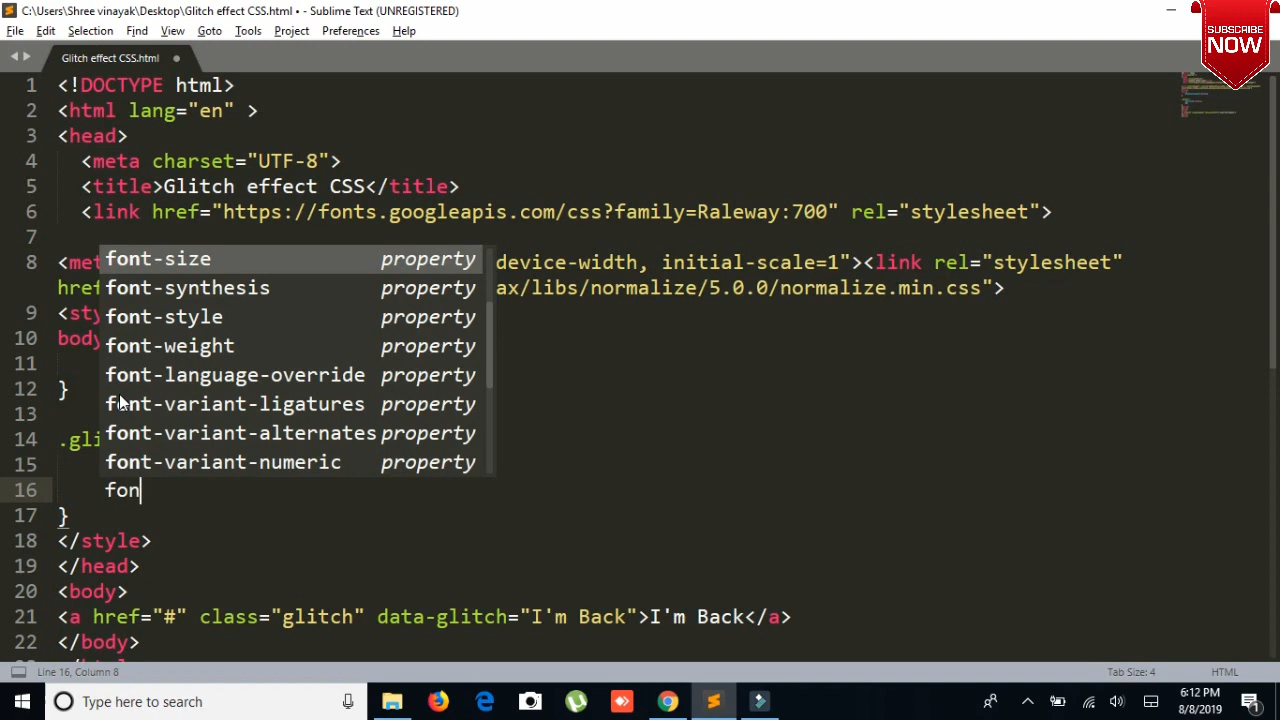 C:\Users\Shree vinayak\Desktop\Glitch effect CSS.html • - Sublime Text (UNREGISTERED)
File Edit Selection Find View Goto Tools Project Preferences Help
SUBSCRIBE
NOW
Glitch effect CSS.html
1 <!DOCTYPE html>
2 <html lang="en" >
3 <head>
4 <meta charset="UTF-8">
5 <title>Glitch effect CSS</title>
6 <link href="https://fonts.googleapis.com/css?family=Raleway:700" rel="stylesheet">
7
8 <met device-width, initial-scale=1"><link rel="stylesheet"
href ax/libs/normalize/5.0.0/normalize.min.css">
9 <sty
10 body
11
12 }
13
14 .gli
15
16 fon
17 }
18 </style>
19 </head>
20 <body>
21 <a href="#" class="glitch" data-glitch="I'm Back">I'm Back</a>
22 </body>
font-size property
font-synthesis property
font-style property
font-weight property
font-language-override property
font-variant-ligatures property
font-variant-alternates property
font-variant-numeric property
Line 16, Column 8
Tab Size: 4 HTML
Type here to search
6:12 PM
8/8/2019
1